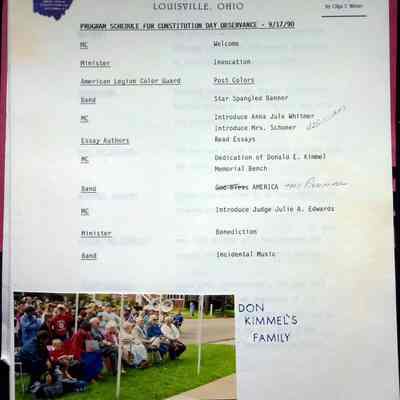 LOUISVILLE, OHIO
by Olga T. Weber
PROGRAM SCHEDULE FOR CONSTITUTION DAY OBSERVANCE - 9/17/90
MC Welcome
Minister Invocation
American Legion Color Guard Post Colors
Band Star Spangled Banner
MC Introduce Anna Jule Whitmer
Introduce Mrs. Schoner
Essay Authors Read Essays
MC Dedication of Donald E. Kimmel
Memorial Bench
Band God Bless AMERICA
MC Introduce Judge Julie A. Edwards
Minister Benediction
Band Incidental Music
DON
KIMMEL'S
FAMILY